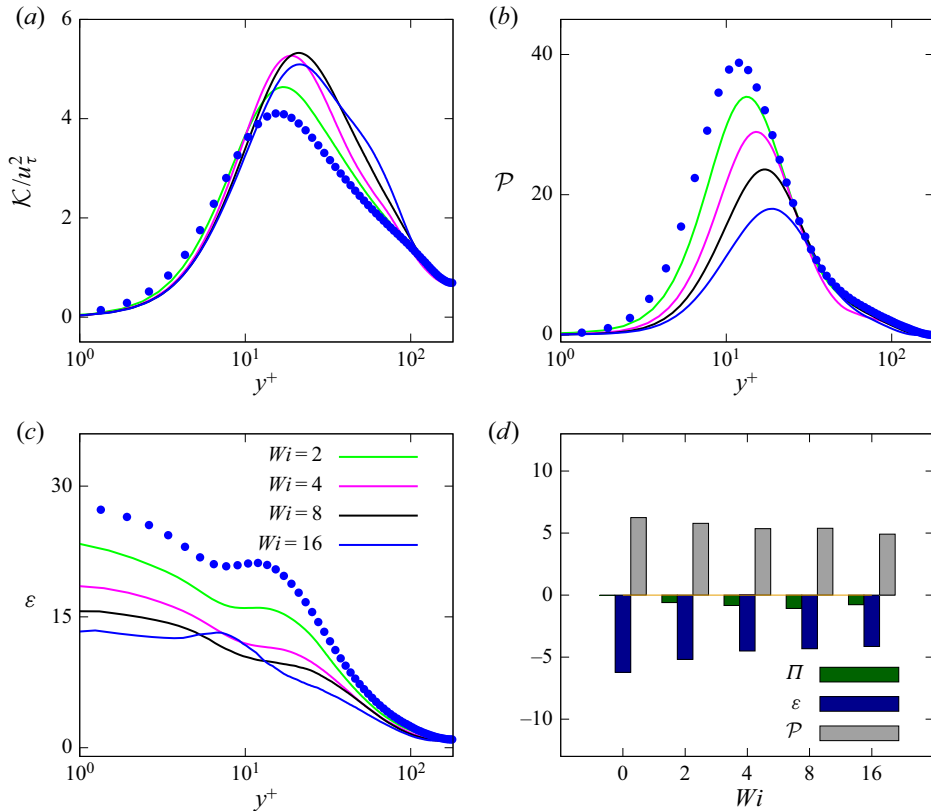 (a)
6
4
2
0
𝒦/u_τ^2
10^0
10^1
10^2
y^+
(b)
40
20
0
𝒫
10^0
10^1
10^2
y^+
(c)
30
15
0
ε
Wi = 2
Wi = 4
Wi = 8
Wi = 16
10^0
10^1
10^2
y^+
(d)
10
5
0
−5
−10
Π
ε
𝒫
0
2
4
8
16
Wi